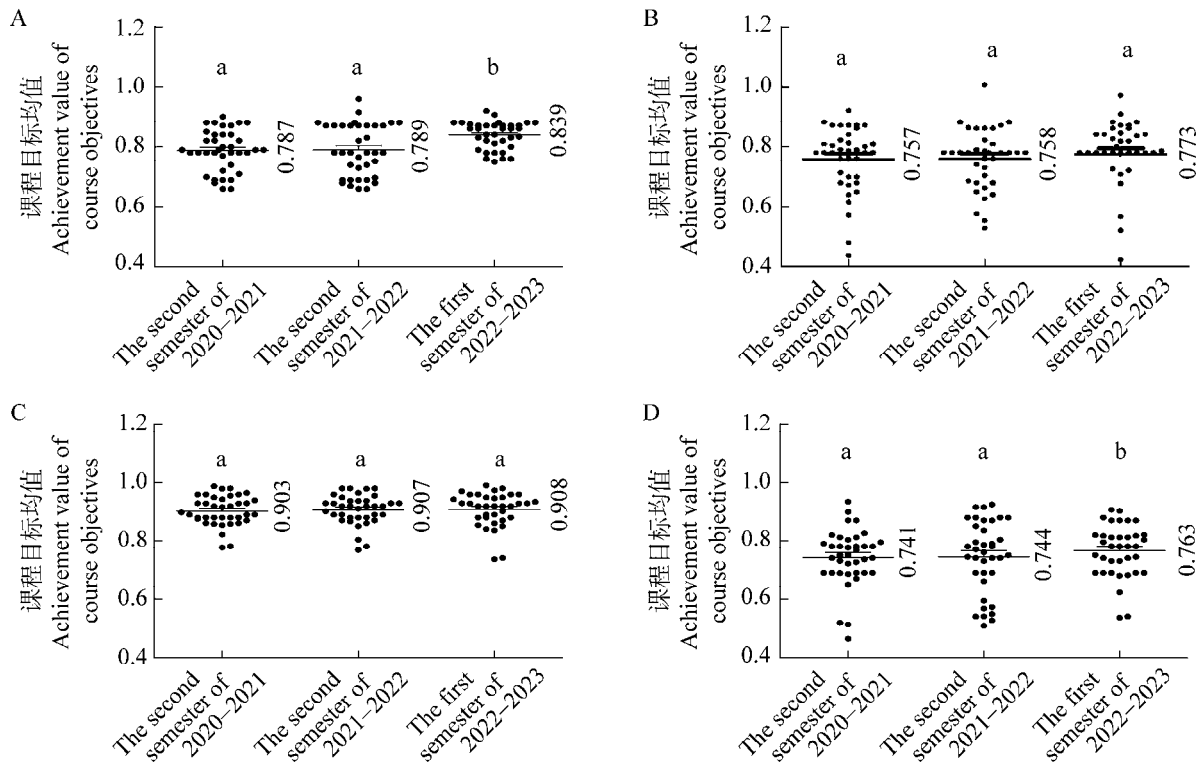 A
课程目标均值
Achievement value of
course objectives
1.2
1.0
0.8
0.6
0.4
a
a
b
0.787
0.789
0.839
The second
semester of
2020–2021
The second
semester of
2021–2022
The first
semester of
2022–2023
B
课程目标均值
Achievement value of
course objectives
1.2
1.0
0.8
0.6
0.4
a
a
a
0.757
0.758
0.773
The second
semester of
2020–2021
The second
semester of
2021–2022
The first
semester of
2022–2023
C
课程目标均值
Achievement value of
course objectives
1.2
1.0
0.8
0.6
0.4
a
a
a
0.903
0.907
0.908
The second
semester of
2020–2021
The second
semester of
2021–2022
The first
semester of
2022–2023
D
课程目标均值
Achievement value of
course objectives
1.2
1.0
0.8
0.6
0.4
a
a
b
0.741
0.744
0.763
The second
semester of
2020–2021
The second
semester of
2021–2022
The first
semester of
2022–2023